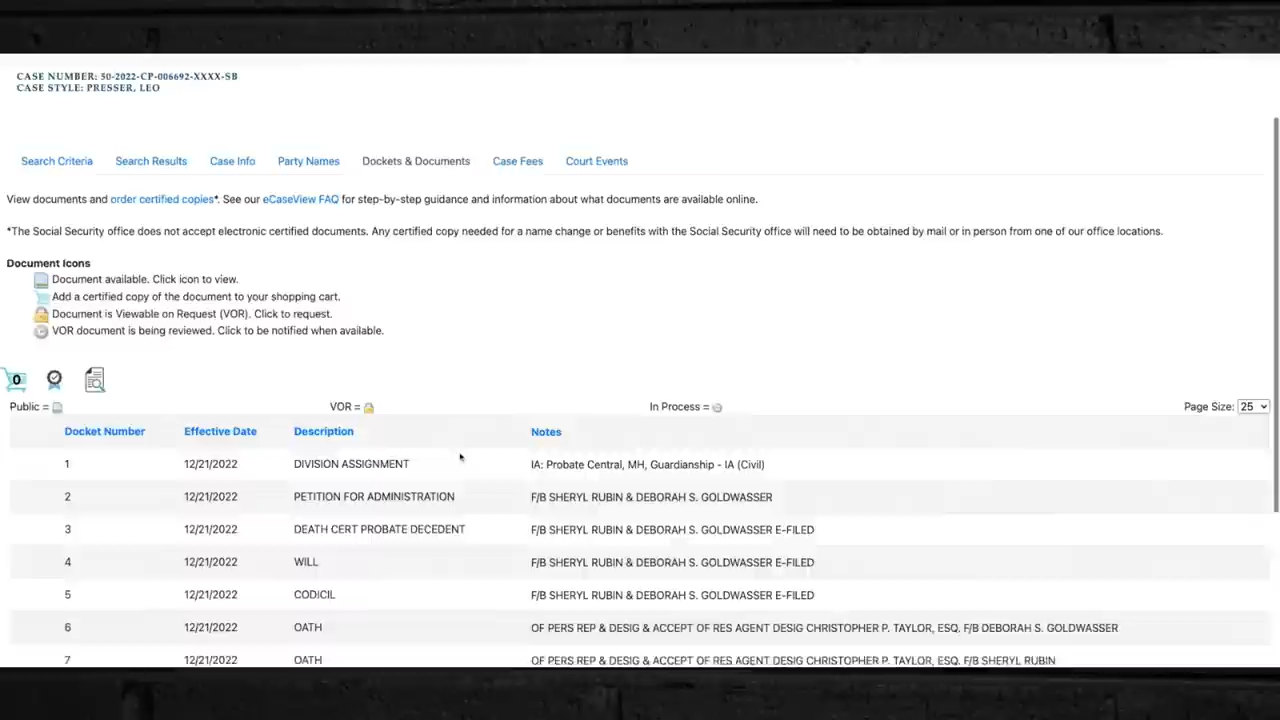 CASE NUMBER: 50-2022-CP-006692-XXXX-SB
CASE STYLE: PRESSER, LEO
Search Criteria Search Results Case Info Party Names Dockets & Documents Case Fees Court Events
View documents and order certified copies*. See our eCaseView FAQ for step-by-step guidance and information about what documents are available online.
*The Social Security office does not accept electronic certified documents. Any certified copy needed for a name change or benefits with the Social Security office will need to be obtained by mail or in person from one of our office locations.
Document Icons
Document available. Click icon to view.
Add a certified copy of the document to your shopping cart.
Document is Viewable on Request (VOR). Click to request.
VOR document is being reviewed. Click to be notified when available.
0
Public = VOR = In Process = Page Size: 25
Docket Number Effective Date Description Notes
1 12/21/2022 DIVISION ASSIGNMENT IA: Probate Central, MH, Guardianship - IA (Civil)
2 12/21/2022 PETITION FOR ADMINISTRATION F/B SHERYL RUBIN & DEBORAH S. GOLDWASSER
3 12/21/2022 DEATH CERT PROBATE DECEDENT F/B SHERYL RUBIN & DEBORAH S. GOLDWASSER E-FILED
4 12/21/2022 WILL F/B SHERYL RUBIN & DEBORAH S. GOLDWASSER E-FILED
5 12/21/2022 CODICIL F/B SHERYL RUBIN & DEBORAH S. GOLDWASSER E-FILED
6 12/21/2022 OATH OF PERS REP & DESIG & ACCEPT OF RES AGENT DESIG CHRISTOPHER P. TAYLOR, ESQ. F/B DEBORAH S. GOLDWASSER
7 12/21/2022 OATH OF PERS REP & DESIG & ACCEPT OF RES AGENT DESIG CHRISTOPHER P. TAYLOR, ESQ. F/B SHERYL RUBIN